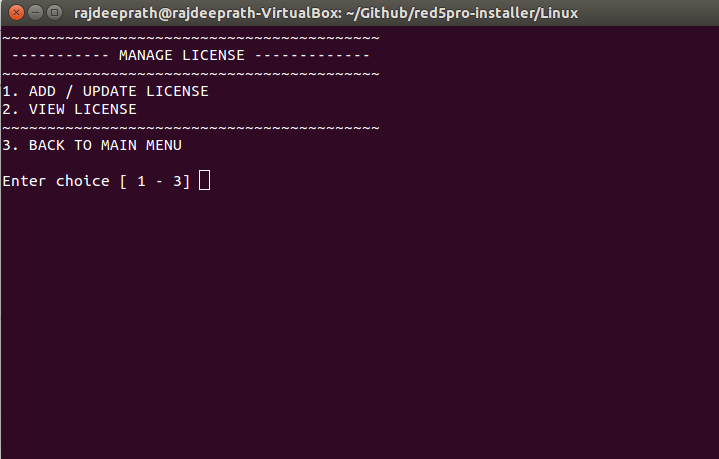 rajdeeprath@rajdeeprath-VirtualBox: ~/Github/red5pro-installer/Linux
~~~~~~~~~~~~~~~~~~~~~~~~~~~~~~~~~~~~~~~~~~
----------- MANAGE LICENSE -------------
~~~~~~~~~~~~~~~~~~~~~~~~~~~~~~~~~~~~~~~~~~
1. ADD / UPDATE LICENSE
2. VIEW LICENSE
~~~~~~~~~~~~~~~~~~~~~~~~~~~~~~~~~~~~~~~~~~
3. BACK TO MAIN MENU
Enter choice [ 1 - 3]